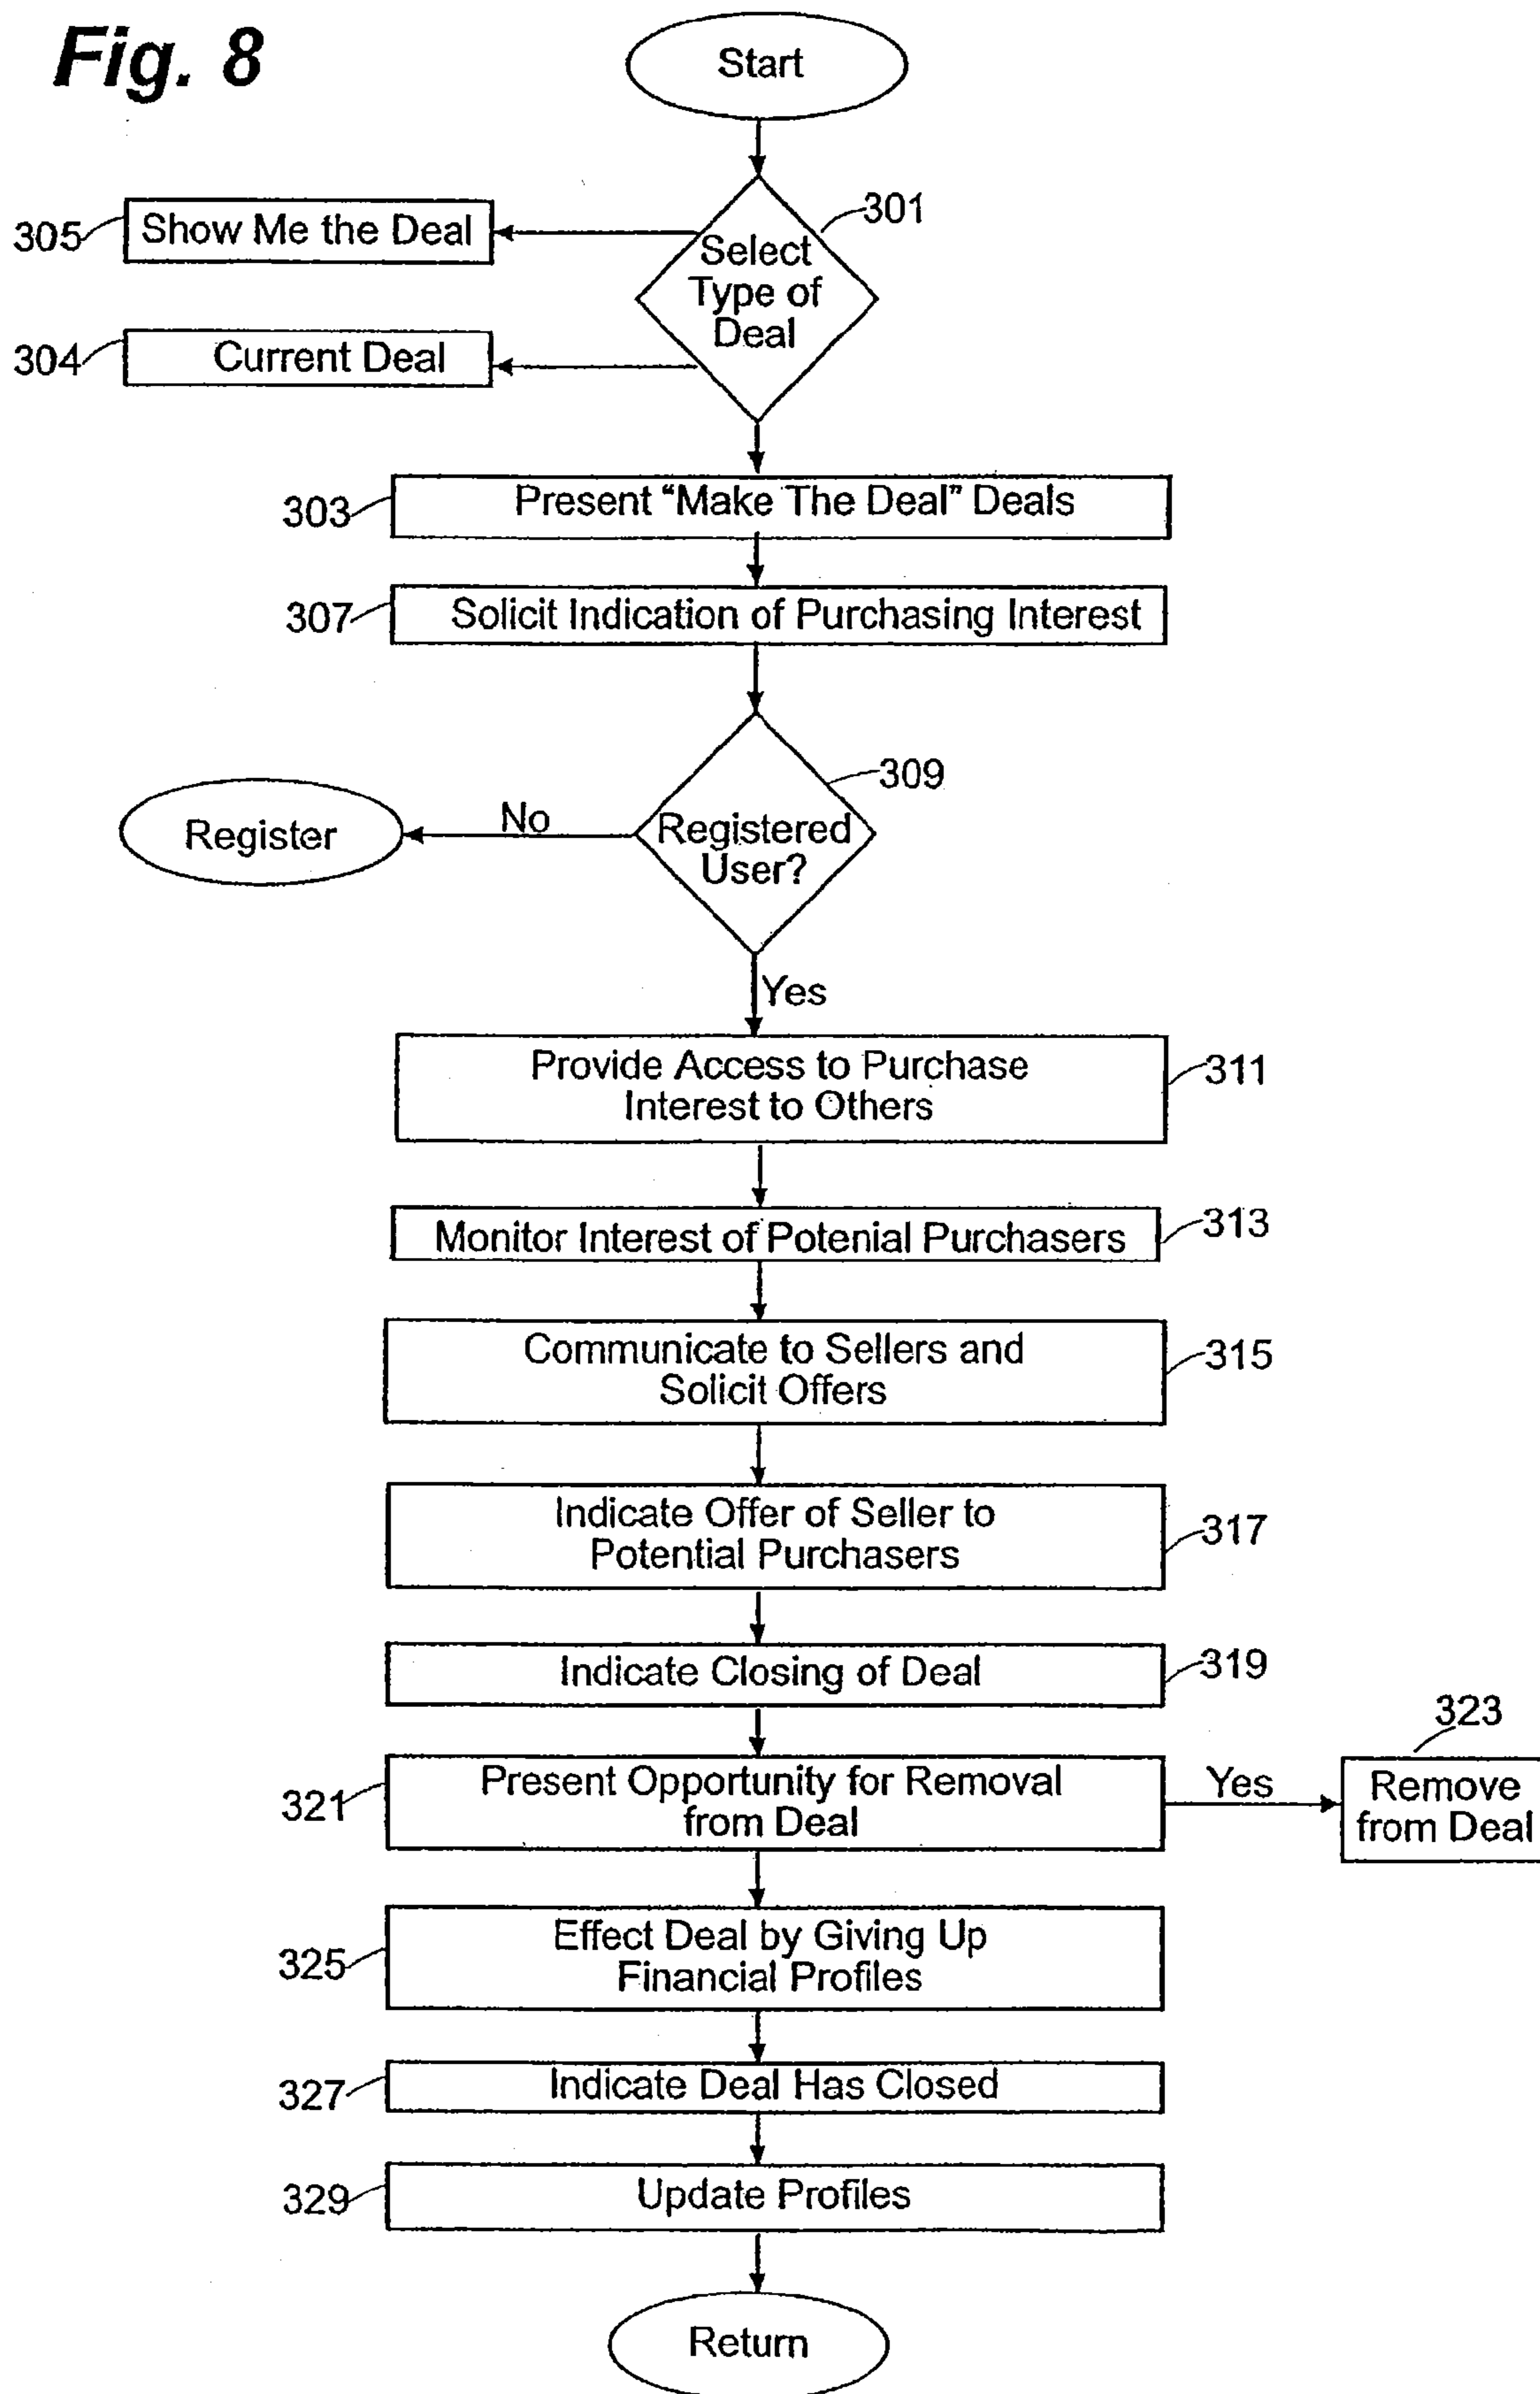 Fig. 8
Start
301
305
Show Me the Deal
Select
Type of
Deal
304
Current Deal
303
Present “Make The Deal” Deals
307
Solicit Indication of Purchasing Interest
309
Register
No
Registered
User?
Yes
Provide Access to Purchase
Interest to Others
311
Monitor Interest of Potenial Purchasers
313
Communicate to Sellers and
Solicit Offers
315
Indicate Offer of Seller to
Potential Purchasers
317
Indicate Closing of Deal
319
323
321
Present Opportunity for Removal
from Deal
Yes
Remove
from Deal
325
Effect Deal by Giving Up
Financial Profiles
327
Indicate Deal Has Closed
329
Update Profiles
Return